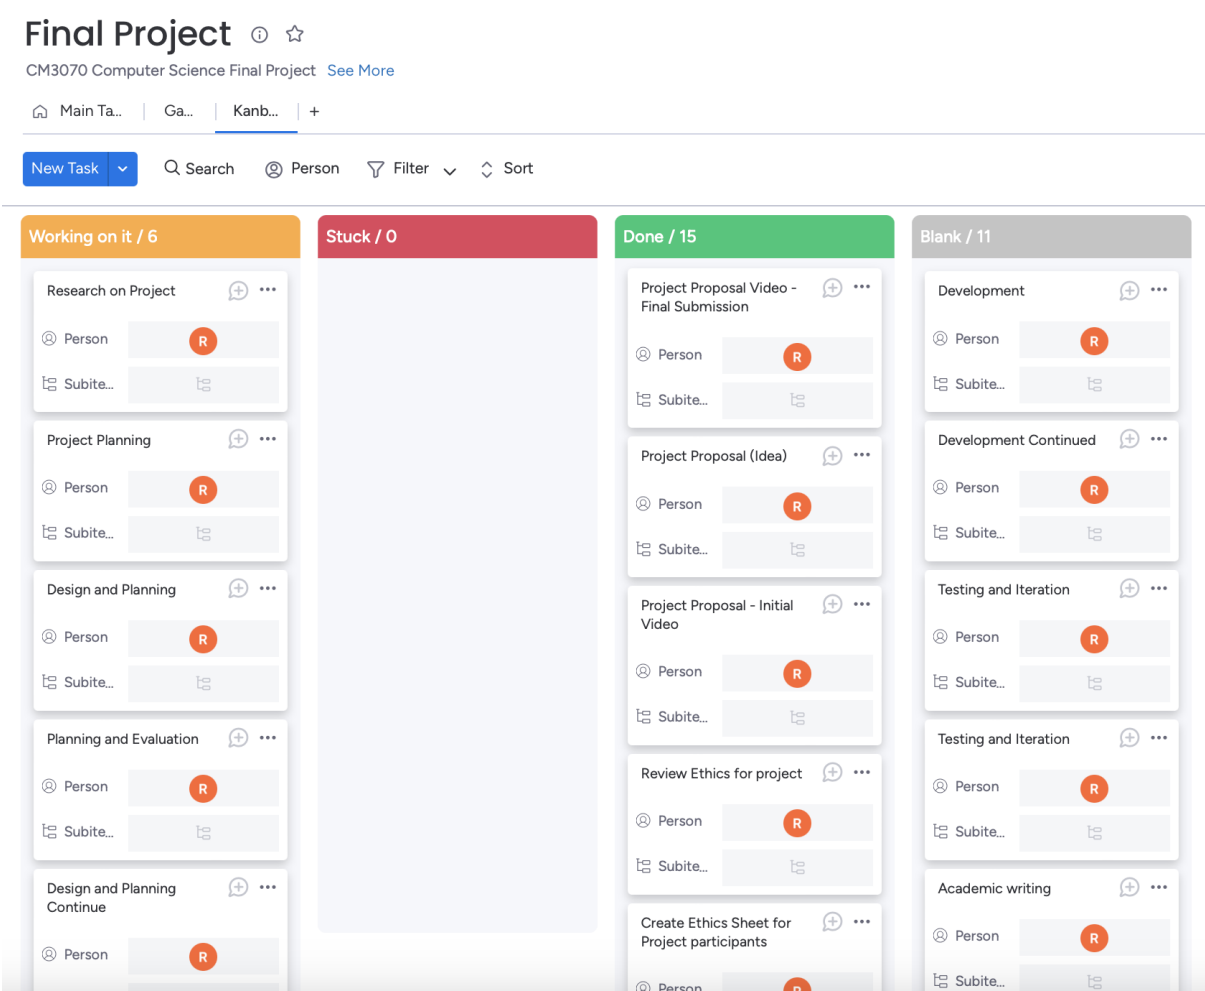 Final Project
CM3070 Computer Science Final Project See More
Main Ta... Ga... Kanb... +
New Task Search Person Filter Sort
Working on it / 6
Research on Project
Person R
Subite...
Project Planning
Person R
Subite...
Design and Planning
Person R
Subite...
Planning and Evaluation
Person R
Subite...
Design and Planning
Continue
Person R
Stuck / 0
Done / 15
Project Proposal Video -
Final Submission
Person R
Subite...
Project Proposal (Idea)
Person R
Subite...
Project Proposal - Initial
Video
Person R
Subite...
Review Ethics for project
Person R
Subite...
Create Ethics Sheet for
Project participants
Person R
Blank / 11
Development
Person R
Subite...
Development Continued
Person R
Subite...
Testing and Iteration
Person R
Subite...
Testing and Iteration
Person R
Subite...
Academic writing
Person R
Subite...